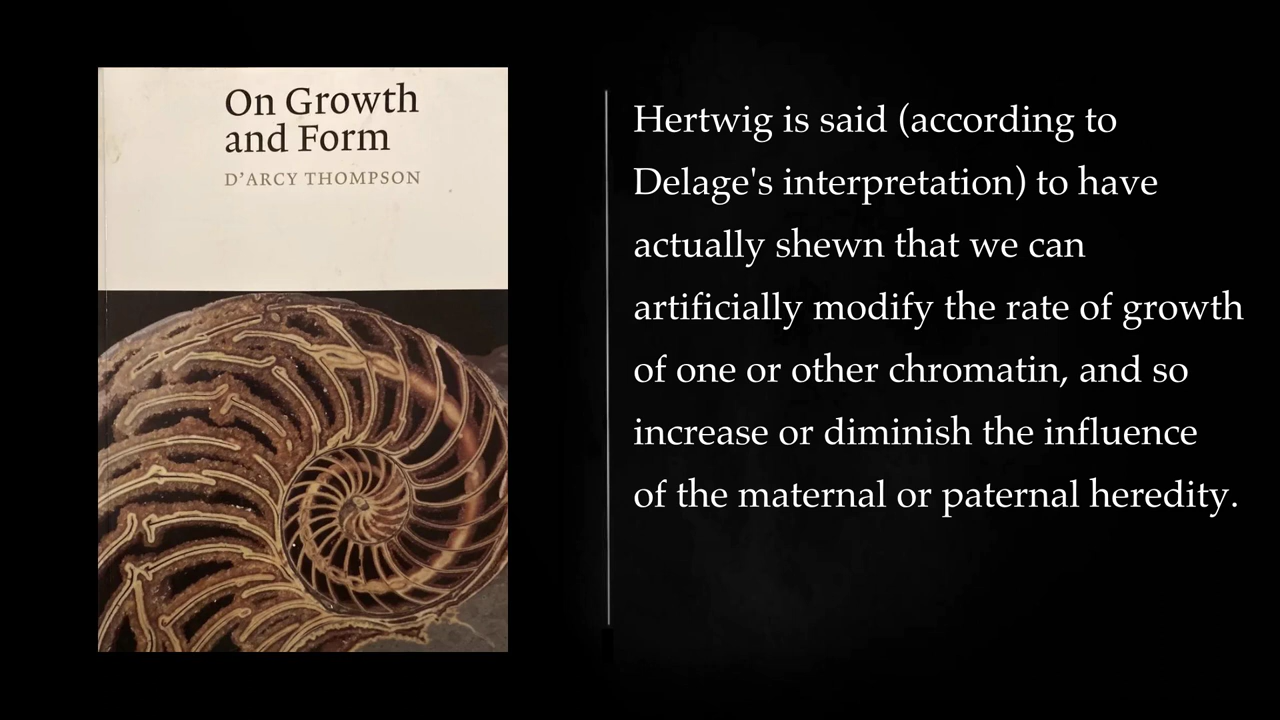 On Growth
and Form
D'ARCY THOMPSON
Hertwig is said (according to
Delage's interpretation) to have
actually shewn that we can
artificially modify the rate of growth
of one or other chromatin, and so
increase or diminish the influence
of the maternal or paternal heredity.